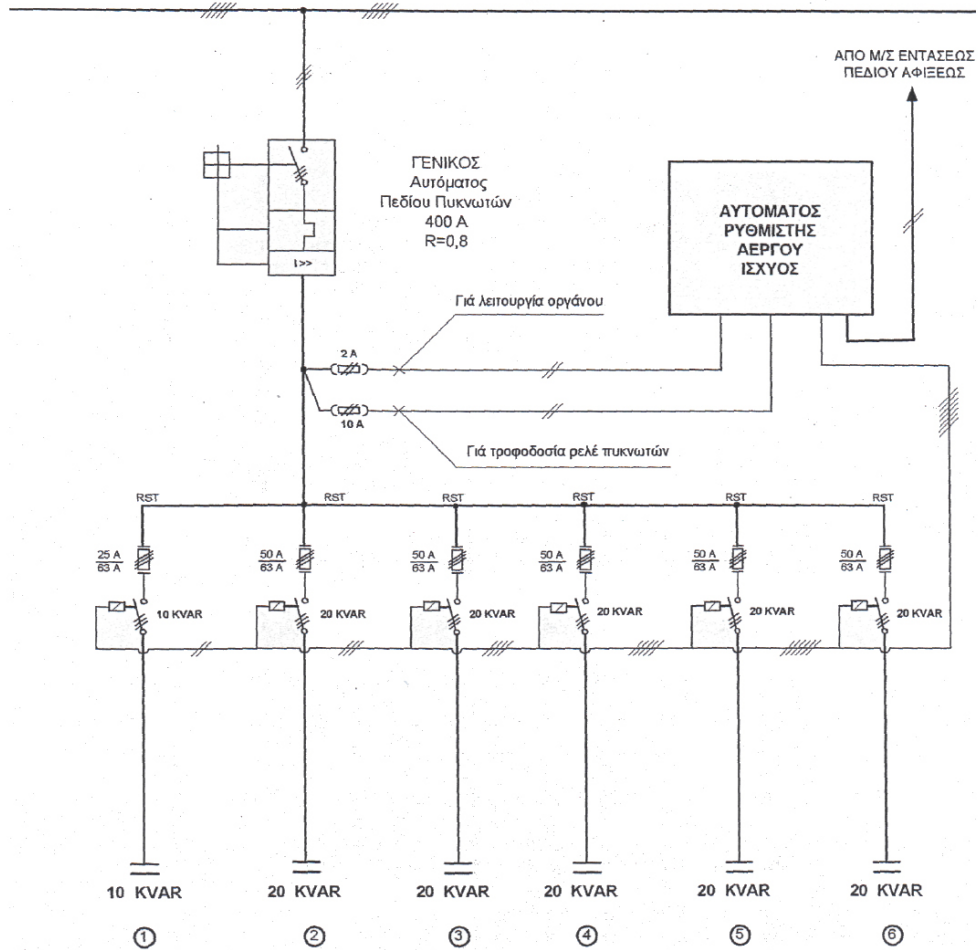 ΑΠΟ Μ/Σ ΕΝΤΑΣΕΩΣ
ΠΕΔΙΟΥ ΑΦΙΞΕΩΣ
ΓΕΝΙΚΟΣ
Αυτόματος
Πεδίου Πυκνωτών
400 Α
R=0,8
I>>
ΑΥΤΟΜΑΤΟΣ
ΡΥΘΜΙΣΤΗΣ
ΑΕΡΓΟΥ
ΙΣΧΥΟΣ
Γιά λειτουργία οργάνου
2 A
10 A
Γιά τροφοδοσία ρελέ πυκνωτών
RST RST RST RST RST RST
25 A 50 A 50 A 50 A 50 A 50 A
63 A 63 A 63 A 63 A 63 A 63 A
10 KVAR 20 KVAR 20 KVAR 20 KVAR 20 KVAR 20 KVAR
10 KVAR 20 KVAR 20 KVAR 20 KVAR 20 KVAR 20 KVAR
1 2 3 4 5 6